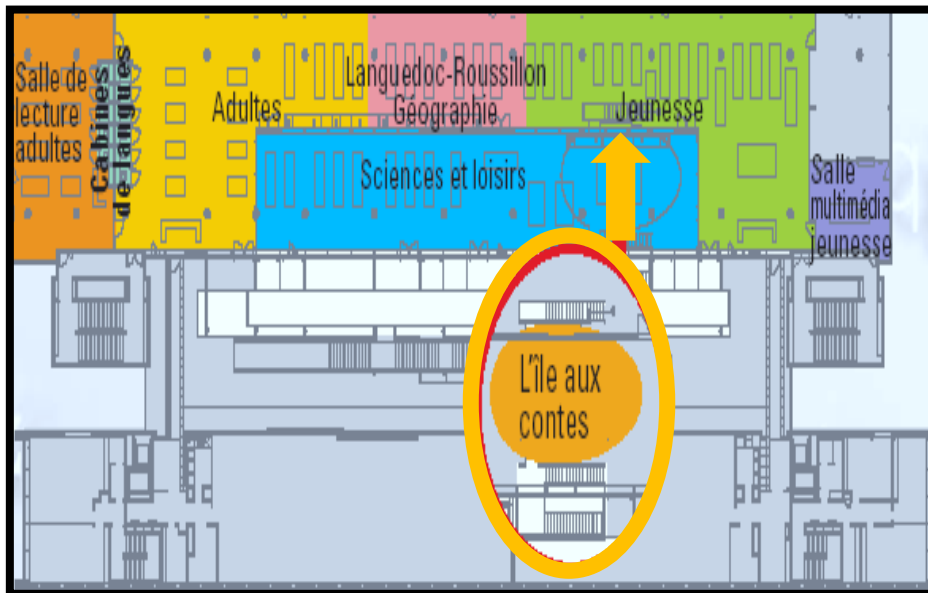 Salle de
lecture
adultes
Cabines
de langues
Adultes
Languedoc-Roussillon
Géographie
Jeunesse
Sciences et loisirs
Salle
multimédia
jeunesse
L'île aux
contes